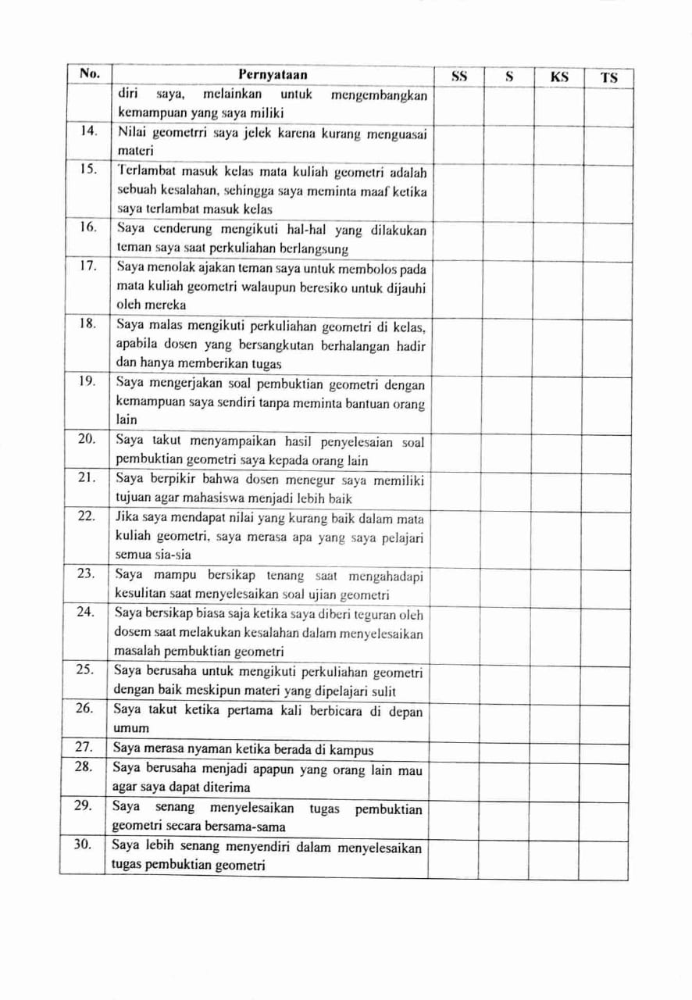 No. Pernyataan SS S KS TS
diri saya, melainkan untuk mengembangkan
kemampuan yang saya miliki
14. Nilai geometrri saya jelek karena kurang menguasai
materi
15. Terlambat masuk kelas mata kuliah geometri adalah
sebuah kesalahan, sehingga saya meminta maaf ketika
saya terlambat masuk kelas
16. Saya cenderung mengikuti hal-hal yang dilakukan
teman saya saat perkuliahan berlangsung
17. Saya menolak ajakan teman saya untuk membolos pada
mata kuliah geometri walaupun beresiko untuk dijauhi
oleh mereka
18. Saya malas mengikuti perkuliahan geometri di kelas,
apabila dosen yang bersangkutan berhalangan hadir
dan hanya memberikan tugas
19. Saya mengerjakan soal pembuktian geometri dengan
kemampuan saya sendiri tanpa meminta bantuan orang
lain
20. Saya takut menyampaikan hasil penyelesaian soal
pembuktian geometri saya kepada orang lain
21. Saya berpikir bahwa dosen menegur saya memiliki
tujuan agar mahasiswa menjadi lebih baik
22. Jika saya mendapat nilai yang kurang baik dalam mata
kuliah geometri, saya merasa apa yang saya pelajari
semua sia-sia
23. Saya mampu bersikap tenang saat mengahadapi
kesulitan saat menyelesaikan soal ujian geometri
24. Saya bersikap biasa saja ketika saya diberi teguran oleh
dosem saat melakukan kesalahan dalam menyelesaikan
masalah pembuktian geometri
25. Saya berusaha untuk mengikuti perkuliahan geometri
dengan baik meskipun materi yang dipelajari sulit
26. Saya takut ketika pertama kali berbicara di depan
umum
27. Saya merasa nyaman ketika berada di kampus
28. Saya berusaha menjadi apapun yang orang lain mau
agar saya dapat diterima
29. Saya senang menyelesaikan tugas pembuktian
geometri secara bersama-sama
30. Saya lebih senang menyendiri dalam menyelesaikan
tugas pembuktian geometri